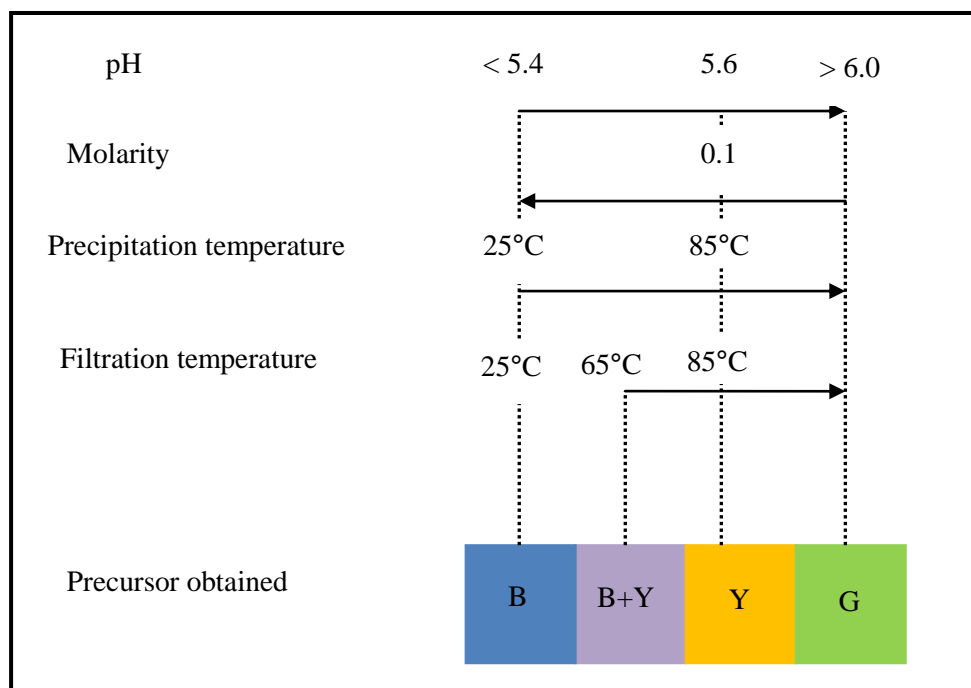 pH < 5.4 5.6 > 6.0
Molarity 0.1
Precipitation temperature 25°C 85°C
Filtration temperature 25°C 65°C 85°C
Precursor obtained B B+Y Y G